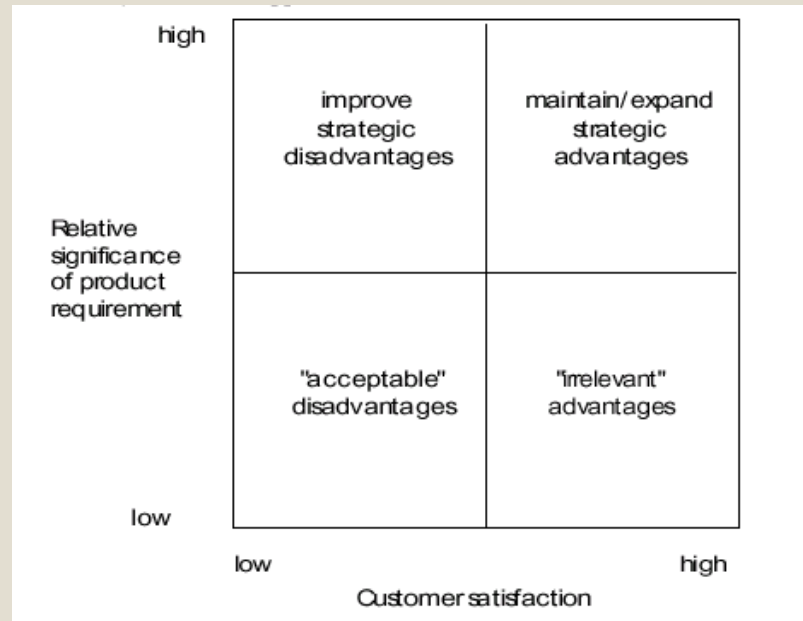 high
improve
strategic
disadvantages
maintain/expand
strategic
advantages
Relative
significance
of product
requirement
"acceptable"
disadvantages
"irrelevant"
advantages
low
low
high
Customer satisfaction